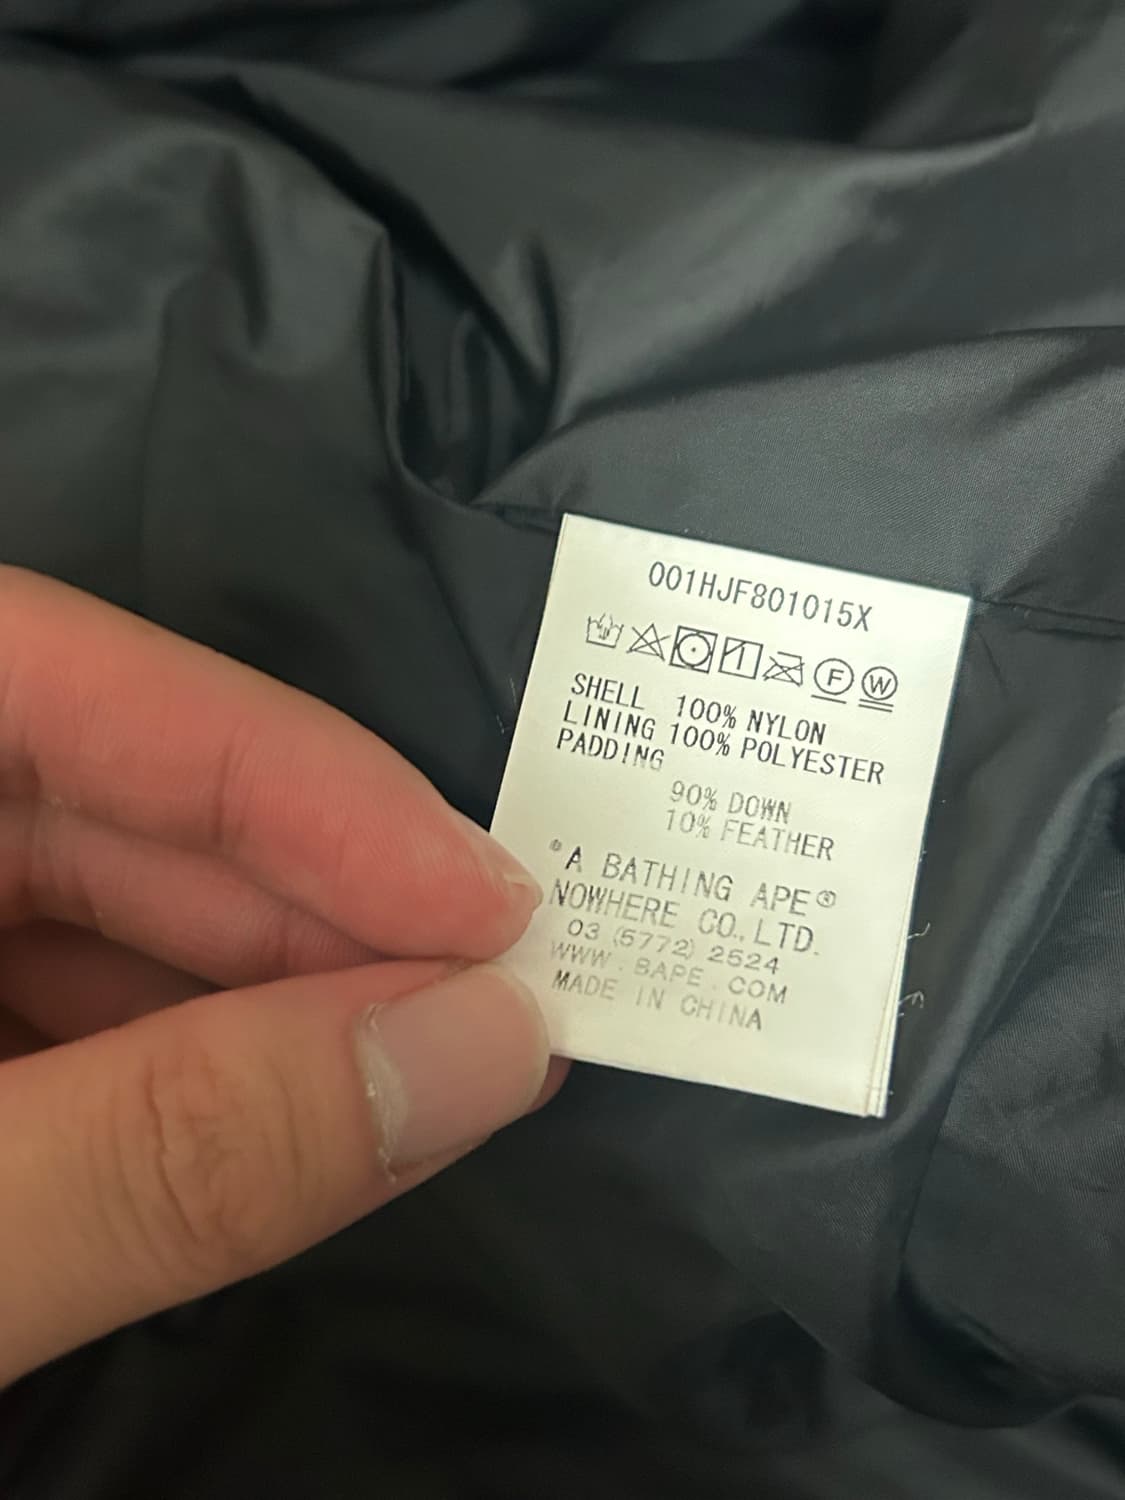 001HJF801015X
F W
SHELL 100% NYLON
LINING 100% POLYESTER
PADDING
90% DOWN
10% FEATHER
®A BATHING APE®
NOWHERE CO., LTD.
03 (5772) 2524
WWW.BAPE.COM
MADE IN CHINA